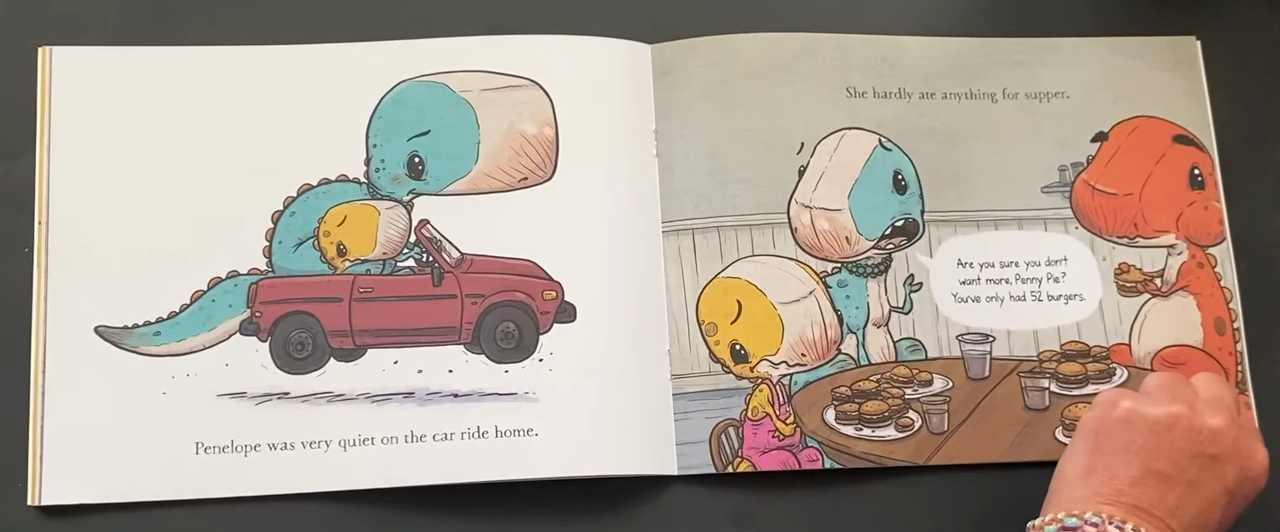 Penelope was very quiet on the car ride home.
She hardly ate anything for supper.
Are you sure you don't
want more, Penny Pie?
You've only had 52 burgers.